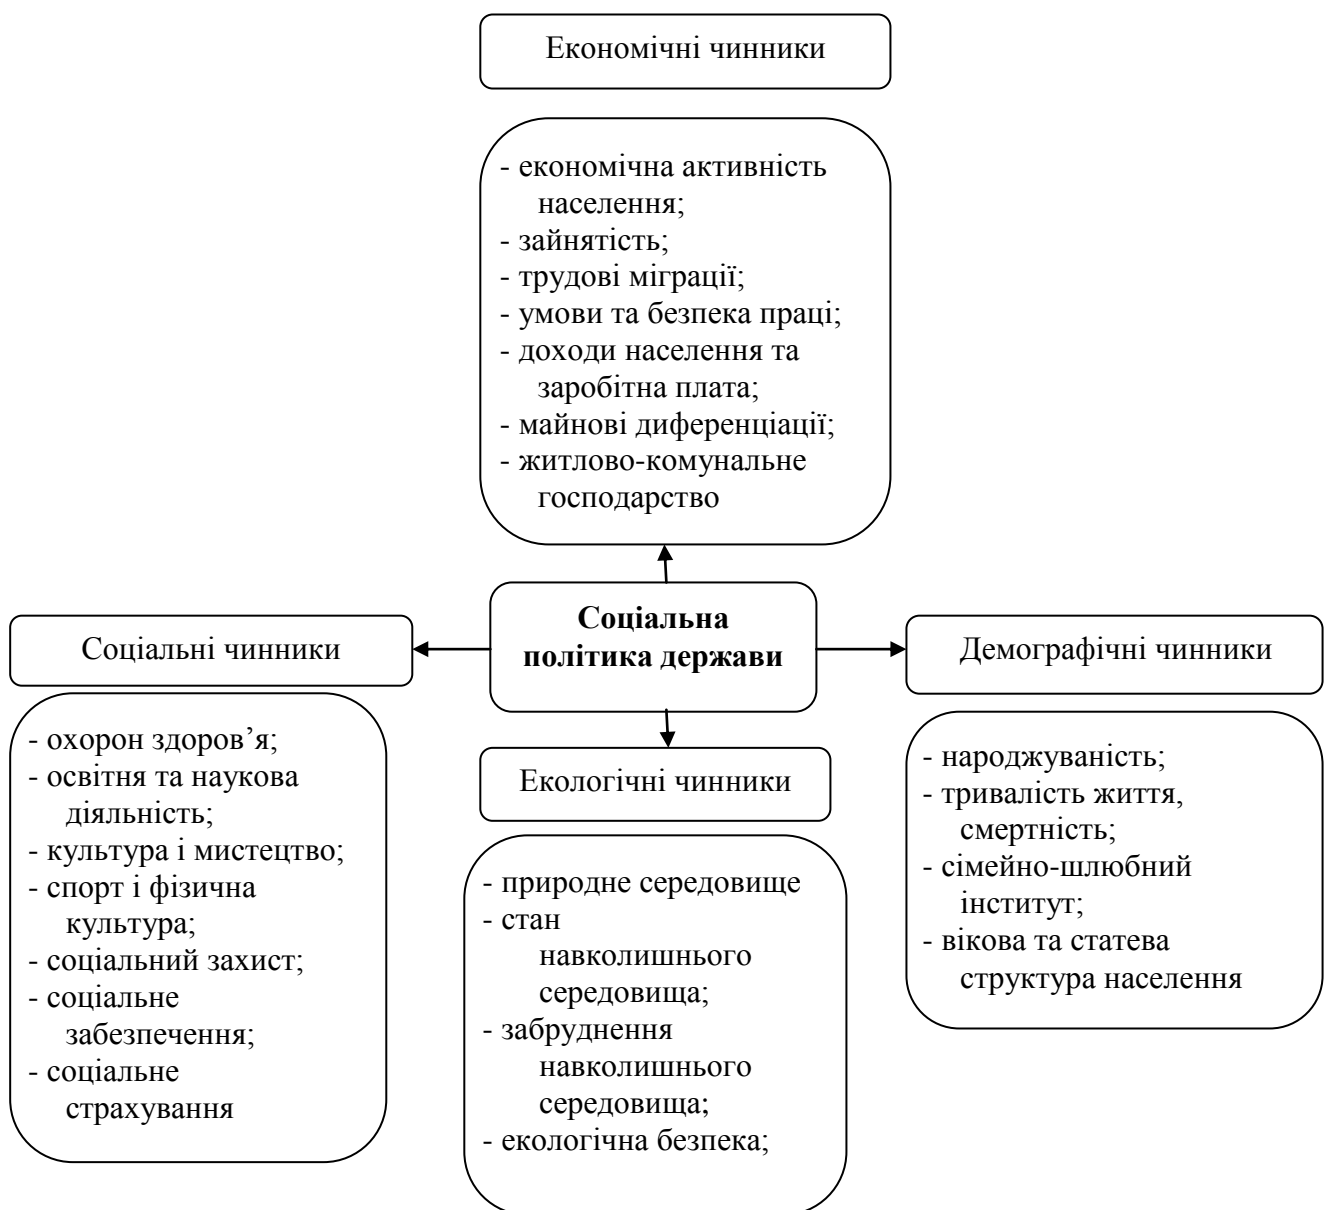 Економічні чинники
- економічна активність
населення;
- зайнятість;
- трудові міграції;
- умови та безпека праці;
- доходи населення та
заробітна плата;
- майнові диференціації;
- житлово-комунальне
господарство
Соціальна
політика держави
Соціальні чинники
- охорон здоров’я;
- освітня та наукова
діяльність;
- культура і мистецтво;
- спорт і фізична
культура;
- соціальний захист;
- соціальне
забезпечення;
- соціальне
страхування
Екологічні чинники
- природне середовище
- стан
навколишнього
середовища;
- забруднення
навколишнього
середовища;
- екологічна безпека;
Демографічні чинники
- народжуваність;
- тривалість життя,
смертність;
- сімейно-шлюбний
інститут;
- вікова та статева
структура населення